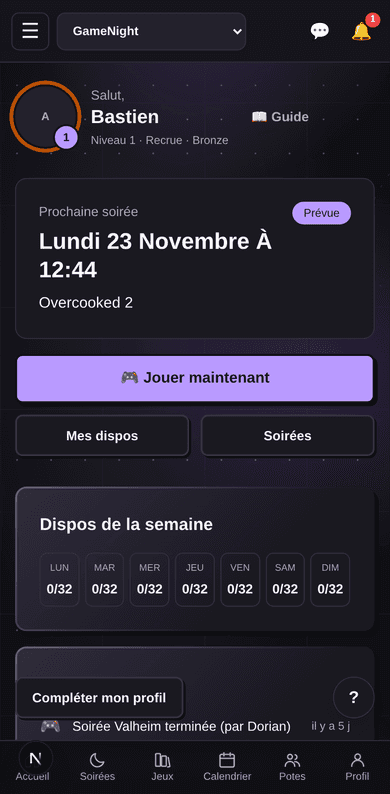 GameNight
1
A
1
Salut,
Bastien
Niveau 1 · Recrue · Bronze
📖 Guide
Prochaine soirée
Prévue
Lundi 23 Novembre À
12:44
Overcooked 2
🎮 Jouer maintenant
Mes dispos
Soirées
Dispos de la semaine
LUN MAR MER JEU VEN SAM DIM
0/32 0/32 0/32 0/32 0/32 0/32 0/32
Compléter mon profil
?
🎮 Soirée Valheim terminée (par Dorian) il y a 5 j
N
Accueil Soirées Jeux Calendrier Potes Profil